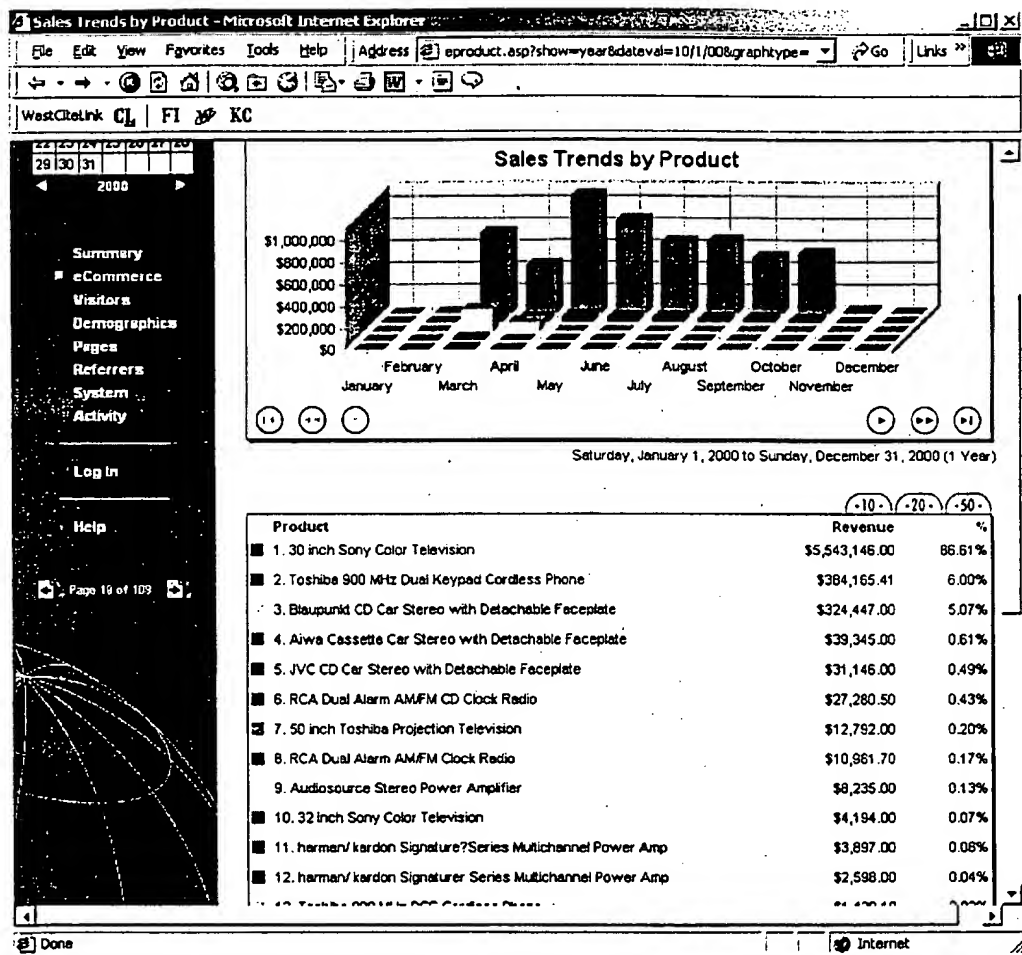 Sales Trends by Product - Microsoft Internet Explorer
File Edit View Favorites Tools Help Address eproduct.asp?show=year&dateval=10/1/00&graphtype= Go Links »
WestCiteLink CL FI KC
22 23 24 25 26 27 28
29 30 31
2000
Summary
eCommerce
Visitors
Demographics
Pages
Referrers
System
Activity
Log In
Help
Page 19 of 109
Sales Trends by Product
$1,000,000
$800,000
$600,000
$400,000
$200,000
$0
February April June August October December
January March May July September November
Saturday, January 1, 2000 to Sunday, December 31, 2000 (1 Year)
-10- -20- -50-
Product Revenue %
1. 30 inch Sony Color Television $5,543,146.00 86.61%
2. Toshiba 900 MHz Dual Keypad Cordless Phone $384,165.41 6.00%
3. Blaupunkt CD Car Stereo with Detachable Faceplate $324,447.00 5.07%
4. Aiwa Cassette Car Stereo with Detachable Faceplate $39,345.00 0.61%
5. JVC CD Car Stereo with Detachable Faceplate $31,146.00 0.49%
6. RCA Dual Alarm AM/FM CD Clock Radio $27,280.50 0.43%
7. 50 inch Toshiba Projection Television $12,792.00 0.20%
8. RCA Dual Alarm AM/FM Clock Radio $10,961.70 0.17%
9. Audiosource Stereo Power Amplifier $8,235.00 0.13%
10. 32 inch Sony Color Television $4,194.00 0.07%
11. harman/ kardon Signature?Series Multichannel Power Amp $3,897.00 0.06%
12. harman/ kardon Signaturer Series Multichannel Power Amp $2,598.00 0.04%
Done Internet